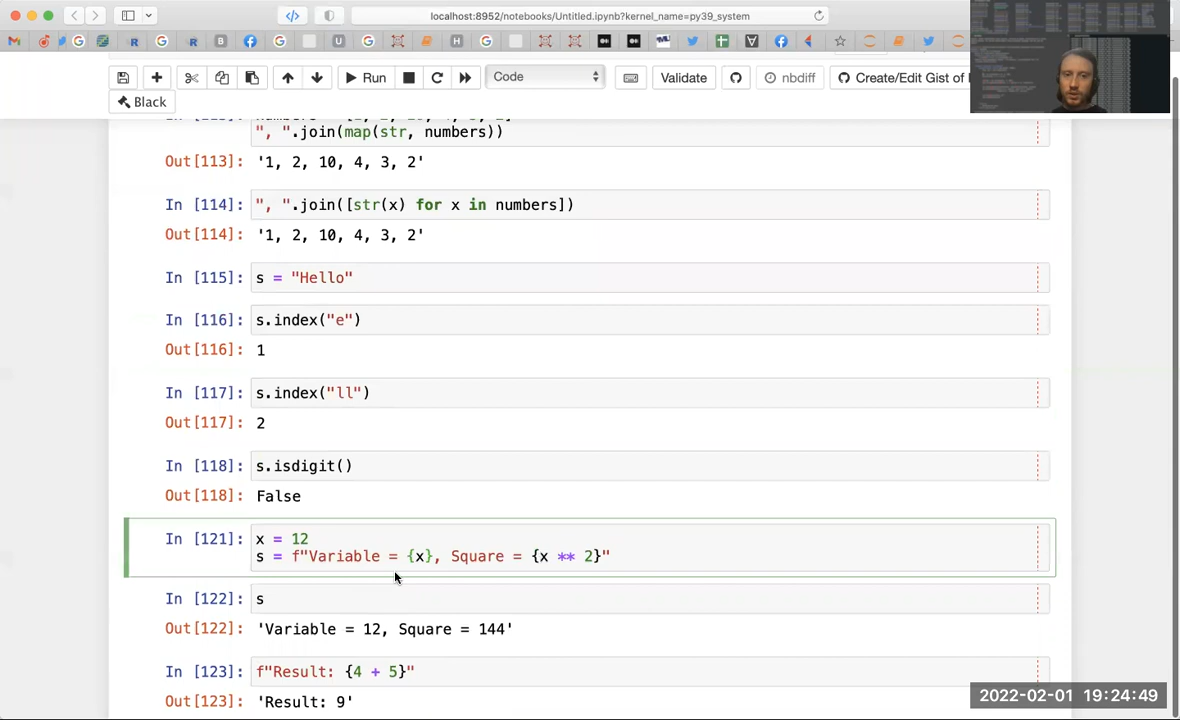 localhost:8952/notebooks/Untitled.ipynb?kernel_name=py39_system
Run
Code
Validate
nbdiff
Create/Edit Gist of
Black
", ".join(map(str, numbers))
Out[113]: '1, 2, 10, 4, 3, 2'
In [114]: ", ".join([str(x) for x in numbers])
Out[114]: '1, 2, 10, 4, 3, 2'
In [115]: s = "Hello"
In [116]: s.index("e")
Out[116]: 1
In [117]: s.index("ll")
Out[117]: 2
In [118]: s.isdigit()
Out[118]: False
In [121]: x = 12
s = f"Variable = {x}, Square = {x ** 2}"
In [122]: s
Out[122]: 'Variable = 12, Square = 144'
In [123]: f"Result: {4 + 5}"
Out[123]: 'Result: 9'
2022-02-01 19:24:49